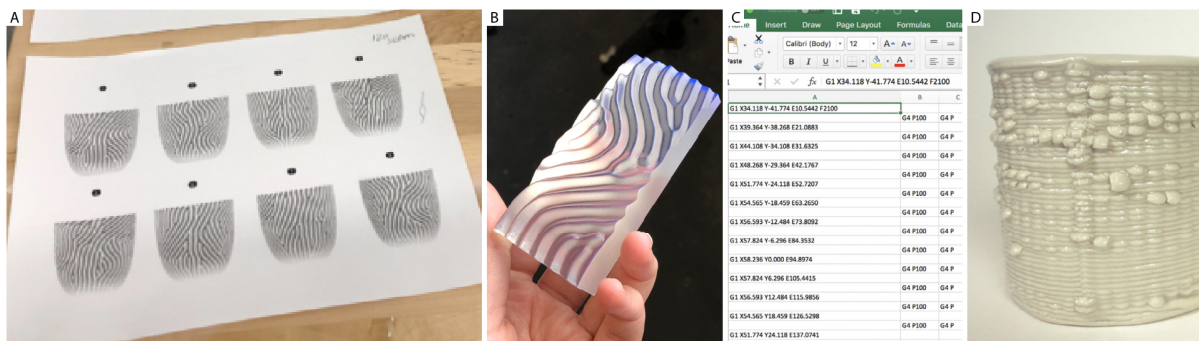 A
B
C
D
Home Insert Draw Page Layout Formulas Data
Paste
Calibri (Body) 12 A A
B I U A
fx G1 X34.118 Y-41.774 E10.5442 F2100
A B C
G1 X34.118 Y-41.774 E10.5442 F2100
G4 P100 G4 P
G1 X39.364 Y-38.268 E21.0883
G4 P100 G4 P
G1 X44.108 Y-34.108 E31.6325
G4 P100 G4 P
G1 X48.268 Y-29.364 E42.1767
G4 P100 G4 P
G1 X51.774 Y-24.118 E52.7207
G4 P100 G4 P
G1 X54.565 Y-18.459 E63.2650
G4 P100 G4 P
G1 X56.593 Y-12.484 E73.8092
G4 P100 G4 P
G1 X57.824 Y-6.296 E84.3532
G4 P100 G4 P
G1 X58.236 Y0.000 E94.8974
G4 P100 G4 P
G1 X57.824 Y6.296 E105.4415
G4 P100 G4 P
G1 X56.593 Y12.484 E115.9856
G4 P100 G4 P
G1 X54.565 Y18.459 E126.5298
G4 P100 G4 P
G1 X51.774 Y24.118 E137.0741